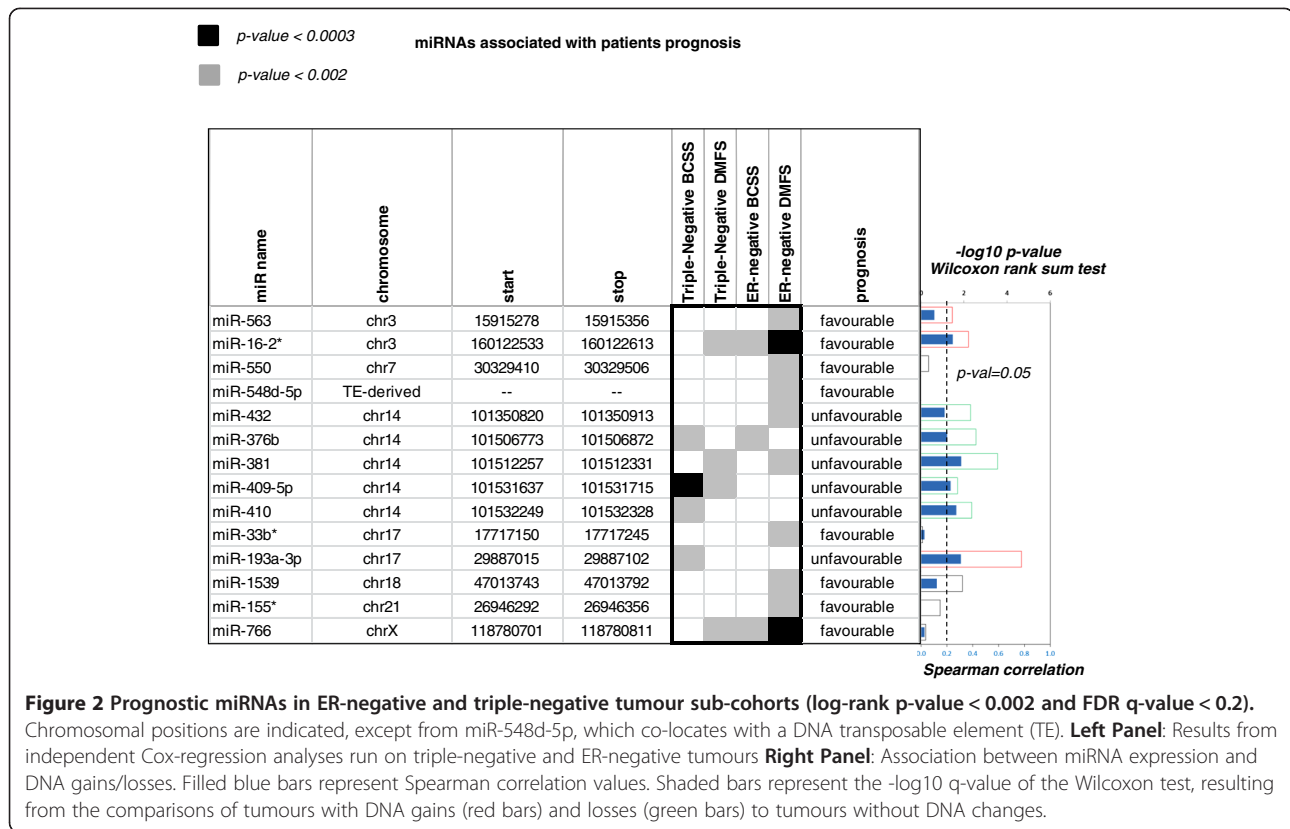 p-value < 0.0003
miRNAs associated with patients prognosis
p-value < 0.002
miR name chromosome start stop Triple-Negative BCSS Triple-Negative DMFS ER-negative BCSS ER-negative DMFS prognosis
-log10 p-value
Wilcoxon rank sum test
0 2 4 6
miR-563 chr3 15915278 15915356 favourable
miR-16-2* chr3 160122533 160122613 favourable
miR-550 chr7 30329410 30329506 favourable
p-val=0.05
miR-548d-5p TE-derived -- -- favourable
miR-432 chr14 101350820 101350913 unfavourable
miR-376b chr14 101506773 101506872 unfavourable
miR-381 chr14 101512257 101512331 unfavourable
miR-409-5p chr14 101531637 101531715 unfavourable
miR-410 chr14 101532249 101532328 unfavourable
miR-33b* chr17 17717150 17717245 favourable
miR-193a-3p chr17 29887015 29887102 unfavourable
miR-1539 chr18 47013743 47013792 favourable
miR-155* chr21 26946292 26946356 favourable
miR-766 chrX 118780701 118780811 favourable
0.0 0.2 0.4 0.6 0.8 1.0
Spearman correlation
Figure 2 Prognostic miRNAs in ER-negative and triple-negative tumour sub-cohorts (log-rank p-value < 0.002 and FDR q-value < 0.2).
Chromosomal positions are indicated, except from miR-548d-5p, which co-locates with a DNA transposable element (TE). Left Panel: Results from
independent Cox-regression analyses run on triple-negative and ER-negative tumours Right Panel: Association between miRNA expression and
DNA gains/losses. Filled blue bars represent Spearman correlation values. Shaded bars represent the -log10 q-value of the Wilcoxon test, resulting
from the comparisons of tumours with DNA gains (red bars) and losses (green bars) to tumours without DNA changes.